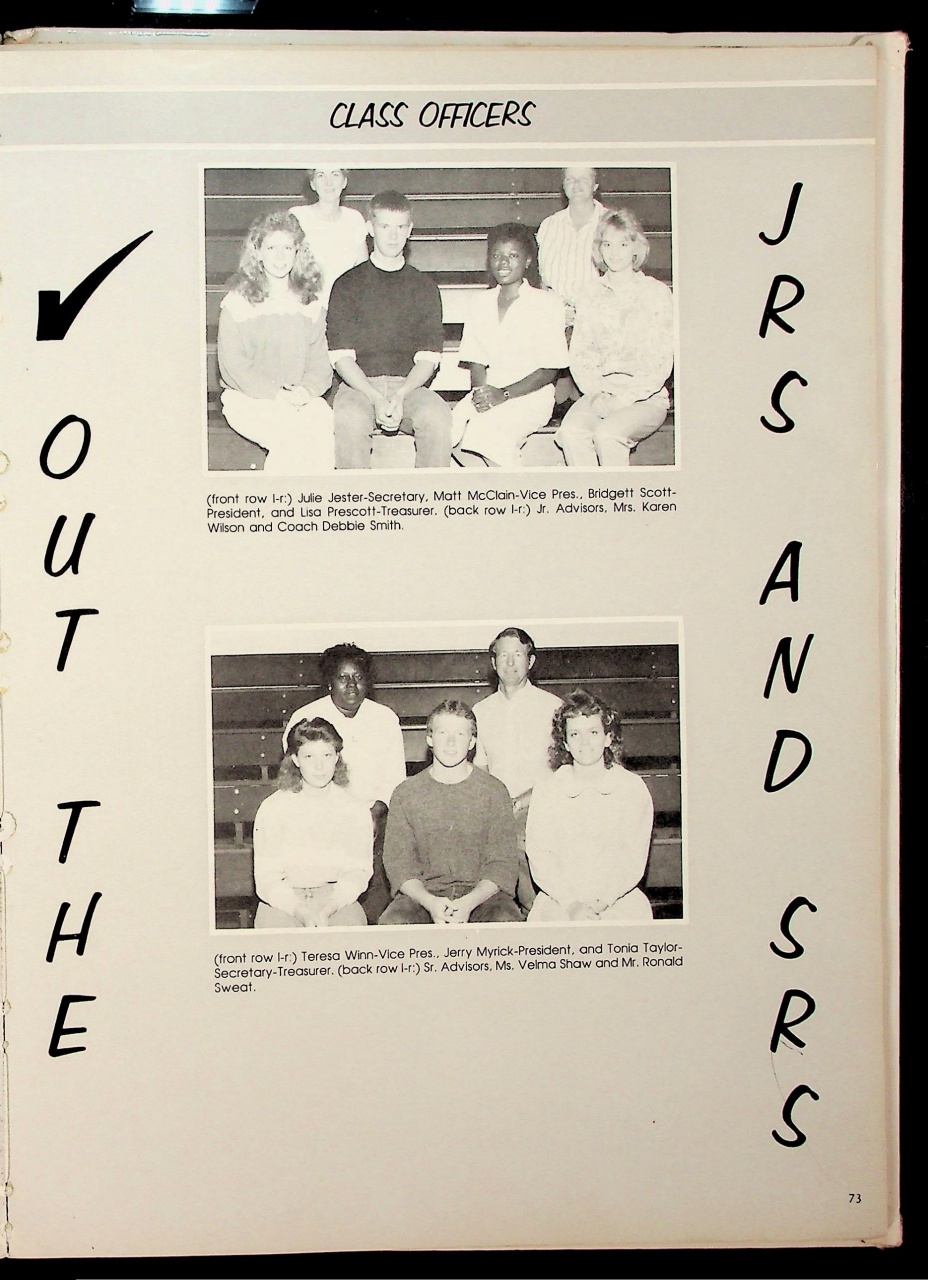 CLASS OFFICERS
✔ OUT THE
JRS AND SRS
(front row l-r:) Julie Jester-Secretary, Matt McClain-Vice Pres., Bridgett Scott-
President, and Lisa Prescott-Treasurer. (back row l-r:) Jr. Advisors, Mrs. Karen
Wilson and Coach Debbie Smith.
(front row l-r:) Teresa Winn-Vice Pres., Jerry Myrick-President, and Tonia Taylor-
Secretary-Treasurer. (back row l-r:) Sr. Advisors, Ms. Velma Shaw and Mr. Ronald
Sweat.
73